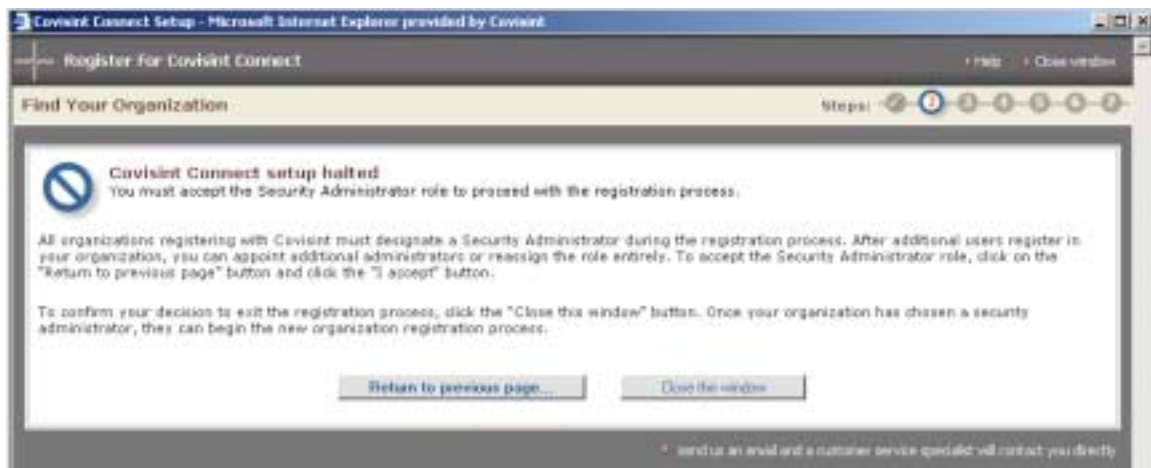 Covisint Connect Setup - Microsoft Internet Explorer provided by Covisint
Register For Covisint Connect
Help Close window
Find Your Organization
Steps: 2
Covisint Connect setup halted
You must accept the Security Administrator role to proceed with the registration process.
All organizations registering with Covisint must designate a Security Administrator during the registration process. After additional users register in
your organization, you can appoint additional administrators or reassign the role entirely. To accept the Security Administrator role, click on the
"Return to previous page" button and click the "I accept" button.
To confirm your decision to exit the registration process, click the "Close this window" button. Once your organization has chosen a security
administrator, they can begin the new organization registration process.
Return to previous page...
Close this window
send us an email and a customer service specialist will contact you directly